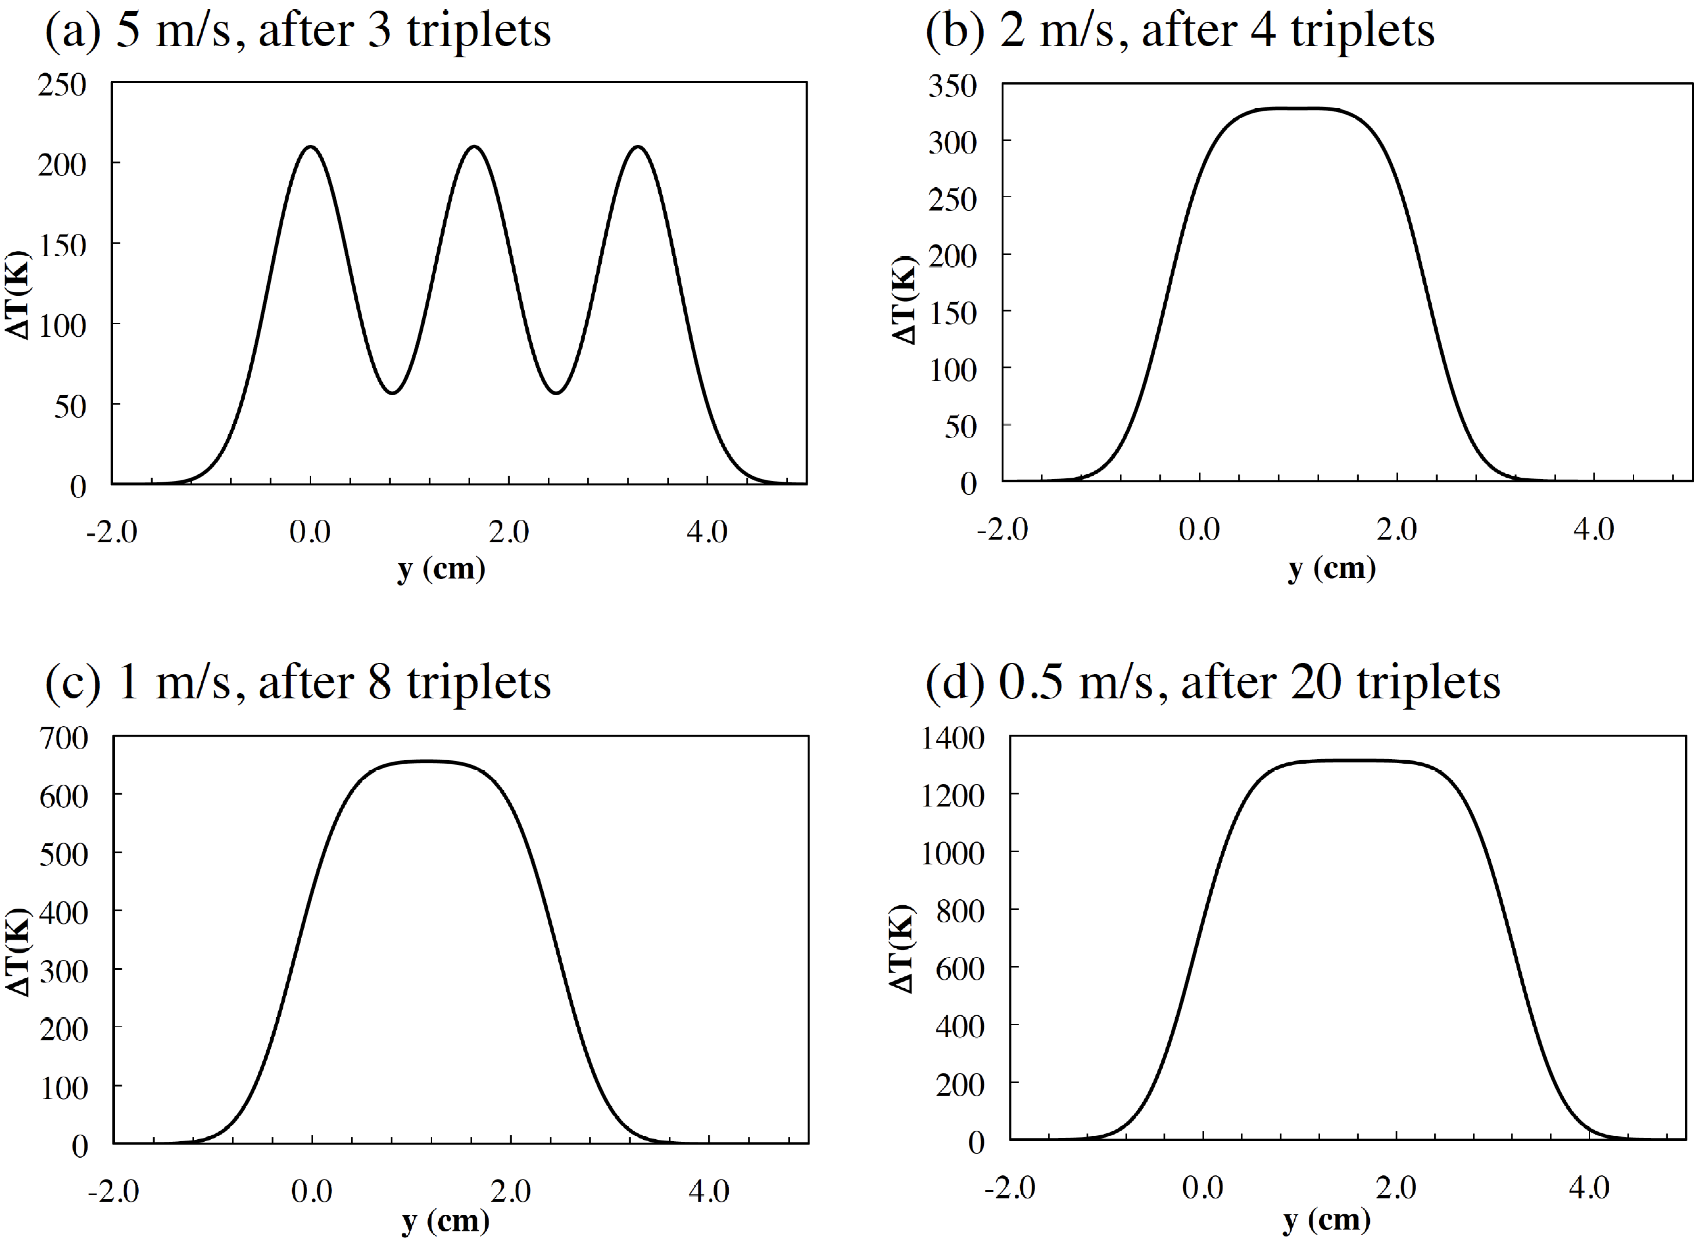 (a) 5 m/s, after 3 triplets
250
200
150
100
50
0
ΔT(K)
-2.0 0.0 2.0 4.0
y (cm)
(b) 2 m/s, after 4 triplets
350
300
250
200
150
100
50
0
ΔT(K)
-2.0 0.0 2.0 4.0
y (cm)
(c) 1 m/s, after 8 triplets
700
600
500
400
300
200
100
0
ΔT(K)
-2.0 0.0 2.0 4.0
y (cm)
(d) 0.5 m/s, after 20 triplets
1400
1200
1000
800
600
400
200
0
ΔT(K)
-2.0 0.0 2.0 4.0
y (cm)